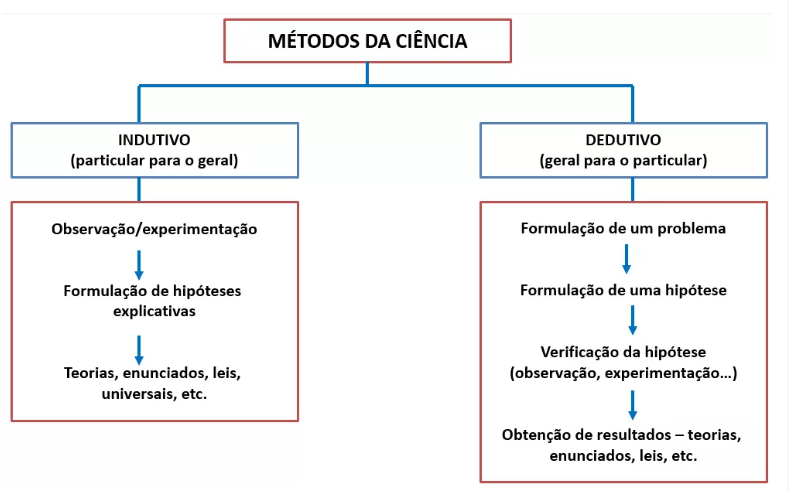 MÉTODOS DA CIÊNCIA
INDUTIVO
(particular para o geral)
Observação/experimentação
Formulação de hipóteses
explicativas
Teorias, enunciados, leis,
universais, etc.
DEDUTIVO
(geral para o particular)
Formulação de um problema
Formulação de uma hipótese
Verificação da hipótese
(observação, experimentação...)
Obtenção de resultados – teorias,
enunciados, leis, etc.